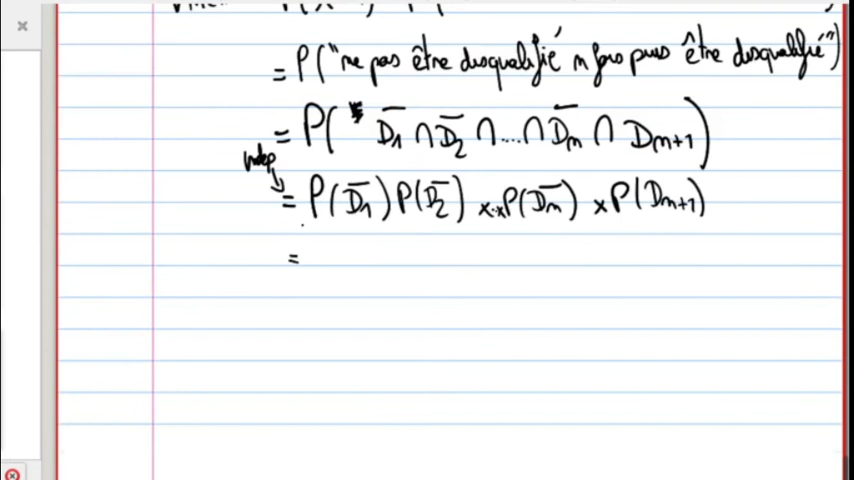 = P("ne pas être disqualifié n fois puis être disqualifié")
= P( D̅₁ ∩ D̅₂ ∩ .... ∩ D̅n ∩ Dn+1 )
indep
= P(D̅₁) P(D̅₂) x..x P(D̅n) x P(Dn+1)
=